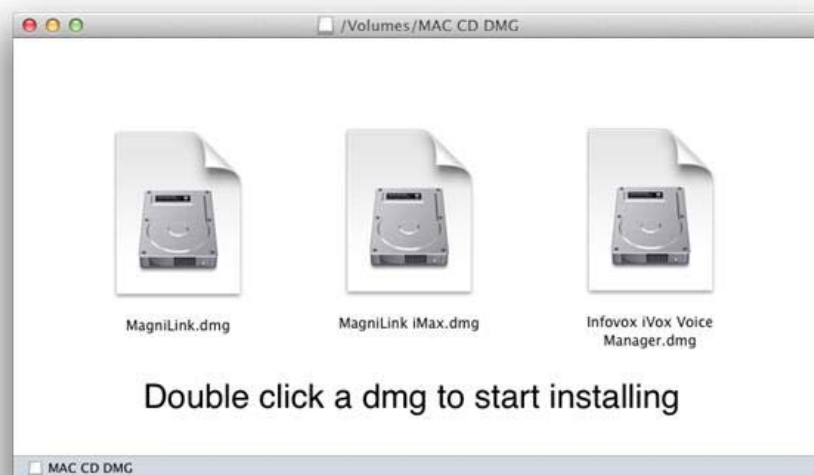 /Volumes/MAC CD DMG
MagniLink.dmg
MagniLink iMax.dmg
Infovox iVox Voice
Manager.dmg
Double click a dmg to start installing
MAC CD DMG